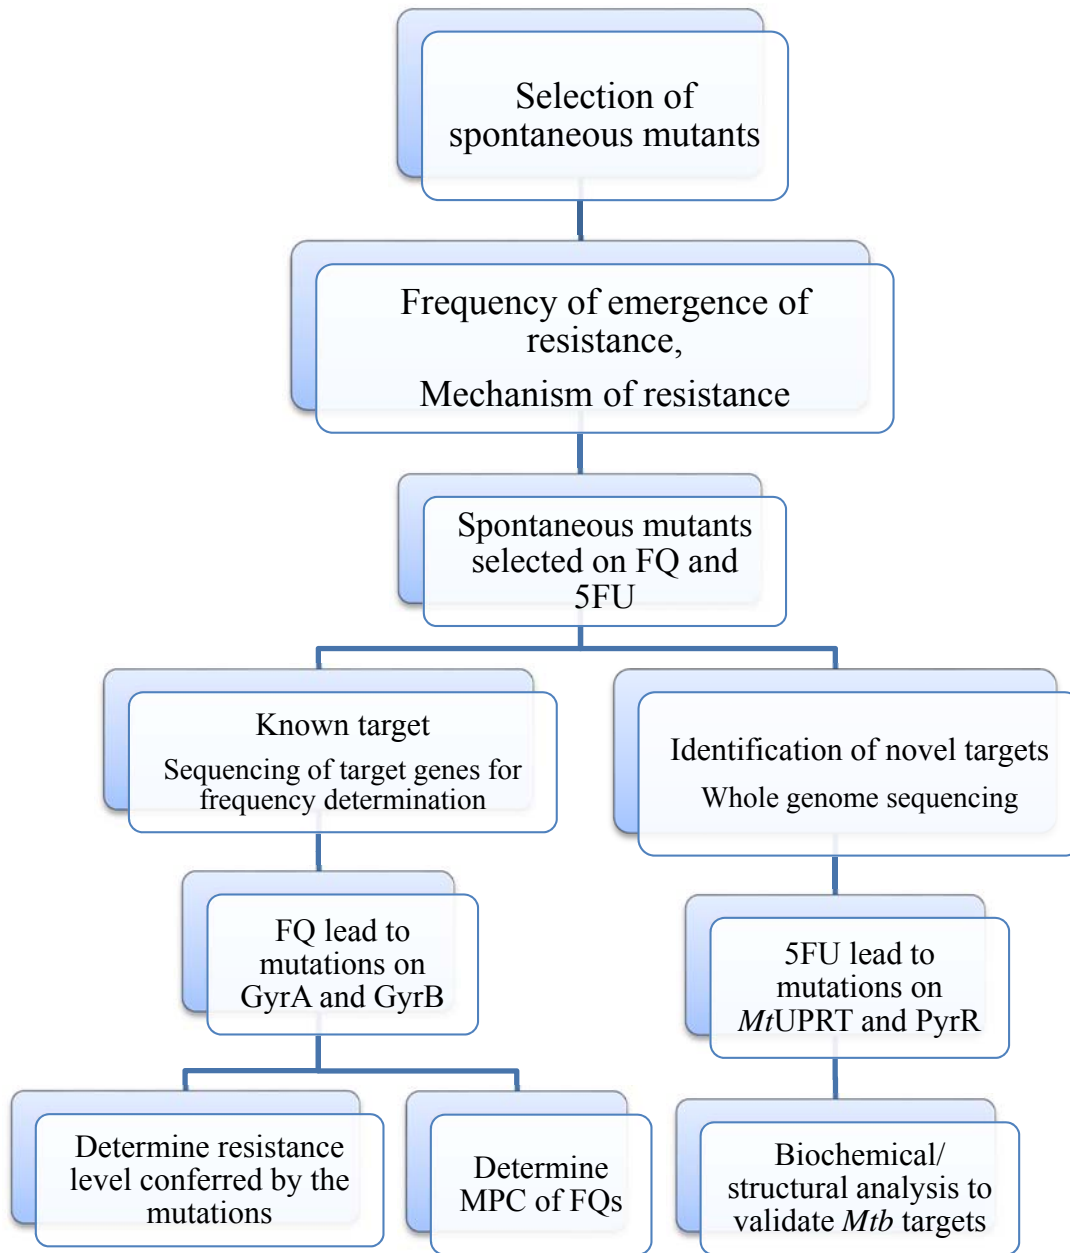 Selection of
spontaneous mutants
Frequency of emergence of
resistance,
Mechanism of resistance
Spontaneous mutants
selected on FQ and
5FU
Known target
Sequencing of target genes for
frequency determination
Identification of novel targets
Whole genome sequencing
FQ lead to
mutations on
GyrA and GyrB
5FU lead to
mutations on
MtUPRT and PyrR
Determine resistance
level conferred by the
mutations
Determine
MPC of FQs
Biochemical/
structural analysis to
validate Mtb targets